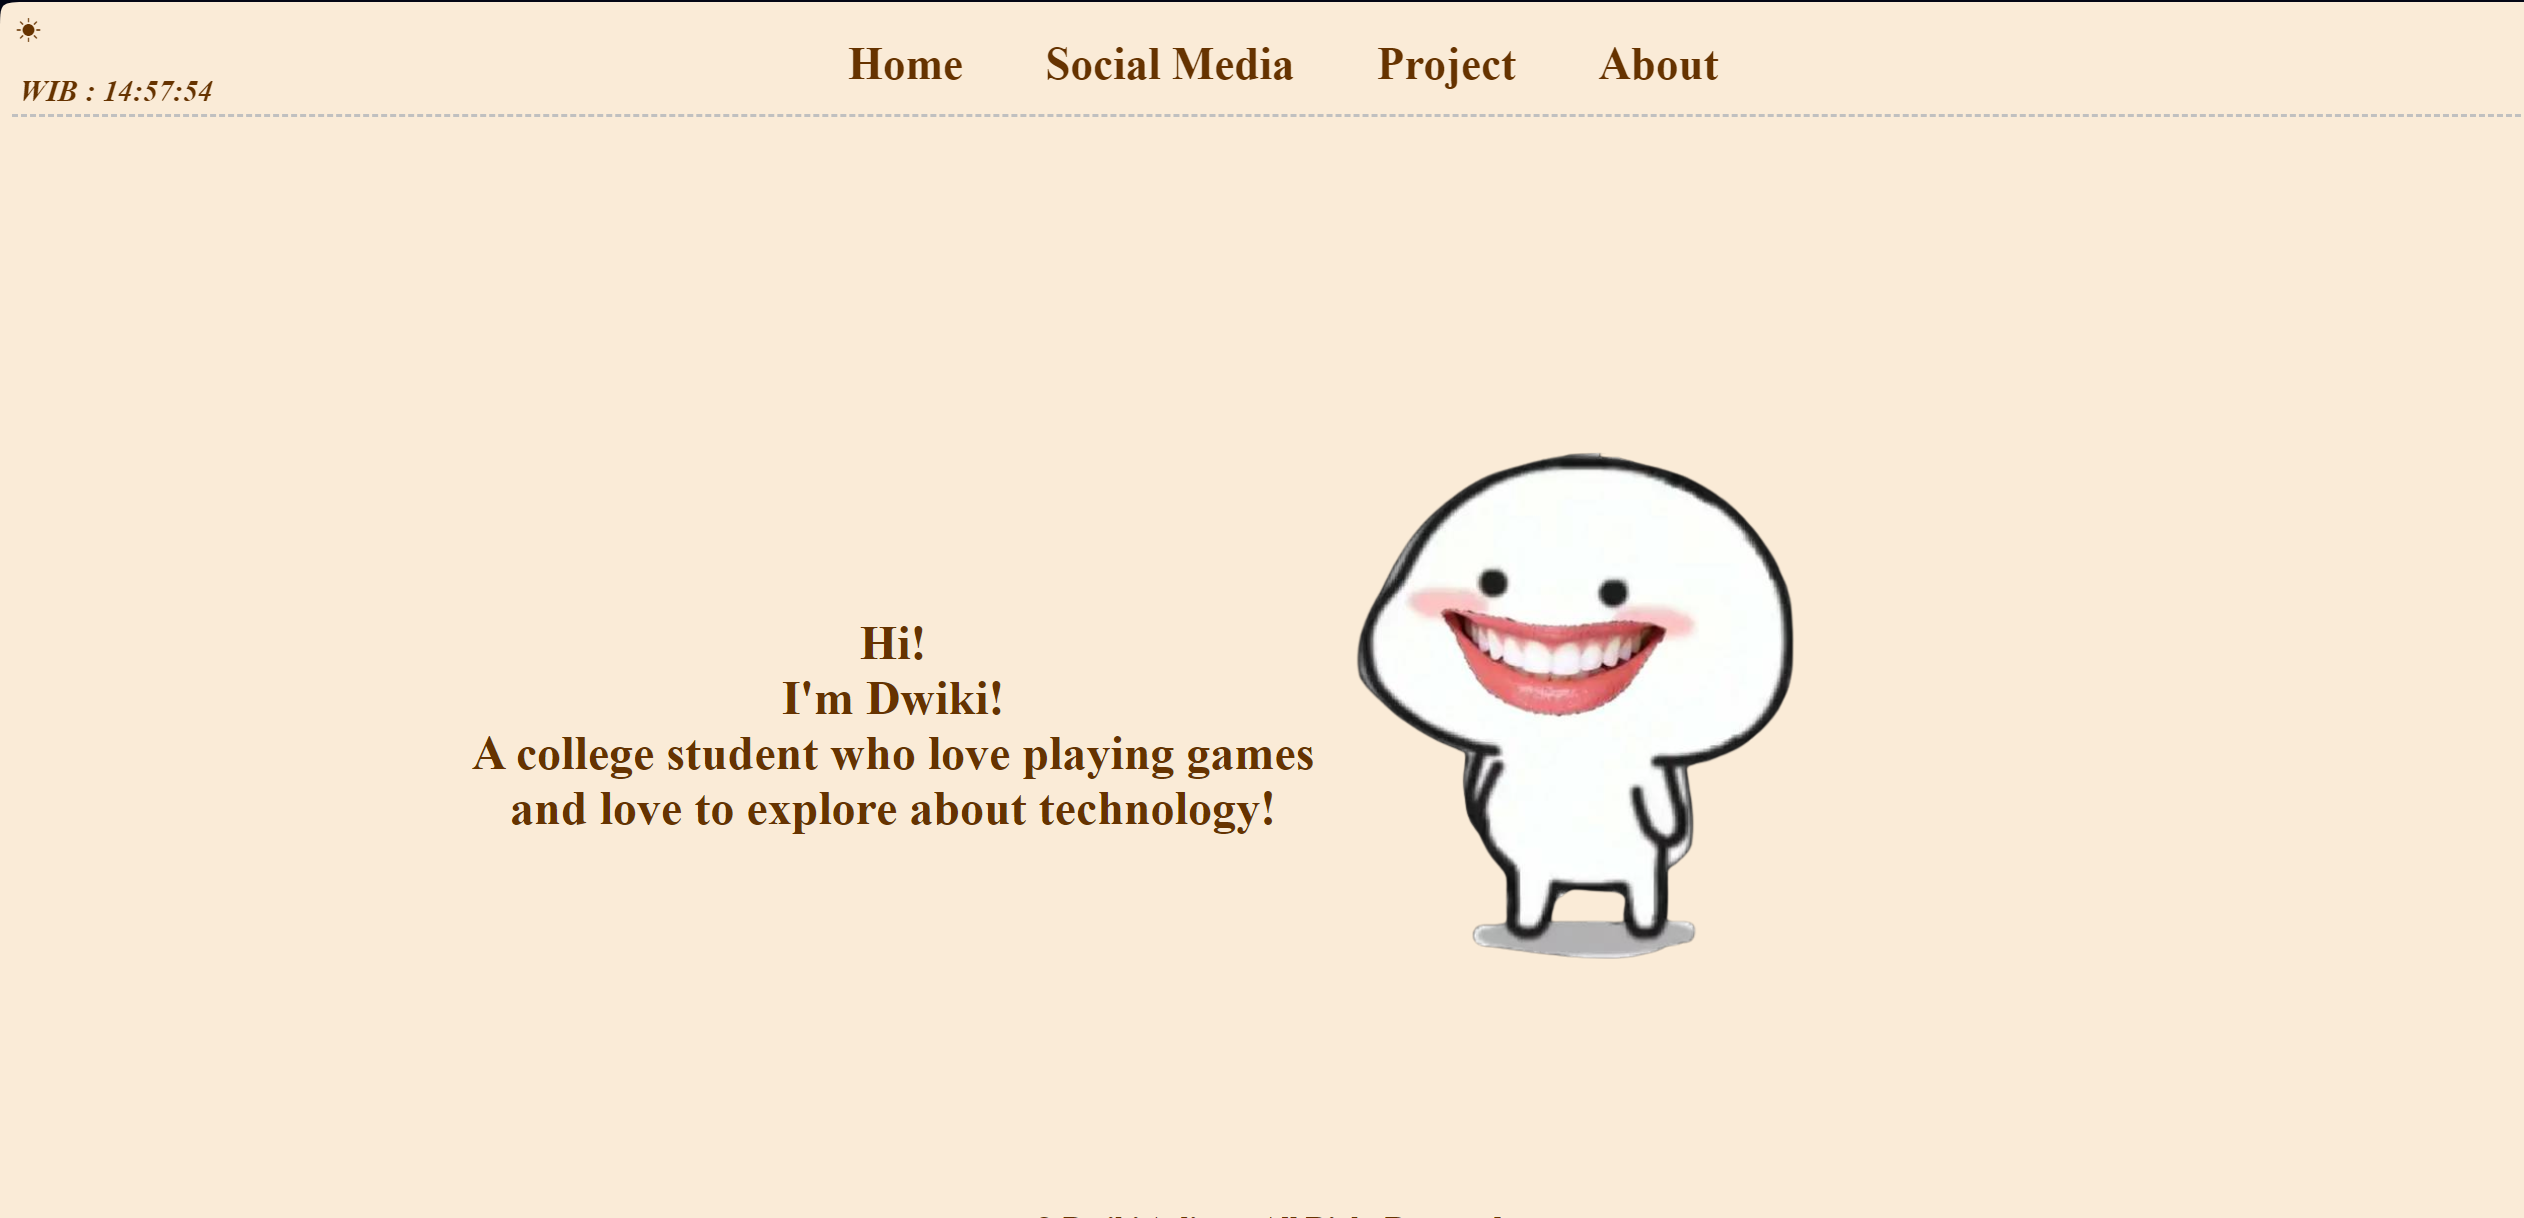 Home Social Media Project About
WIB : 14:57:54
Hi!
I'm Dwiki!
A college student who love playing games
and love to explore about technology!